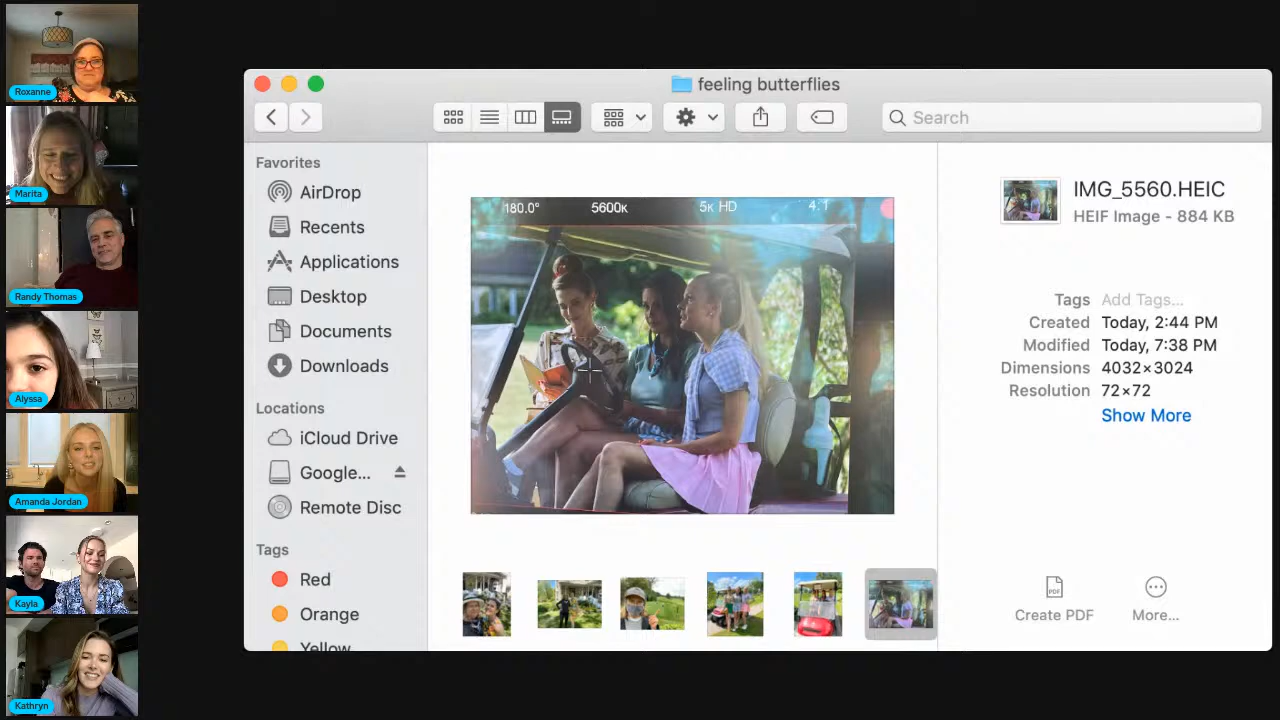 Roxanne
Marita
Randy Thomas
Alyssa
Amanda Jordan
Kayla
Kathryn
feeling butterflies
Search
Favorites
AirDrop
Recents
Applications
Desktop
Documents
Downloads
Locations
iCloud Drive
Google...
Remote Disc
Tags
Red
Orange
Yellow
180.0° 5600K 5K HD 4:1
IMG_5560.HEIC
HEIF Image - 884 KB
Tags Add Tags...
Created Today, 2:44 PM
Modified Today, 7:38 PM
Dimensions 4032×3024
Resolution 72×72
Show More
PDF
Create PDF
More...